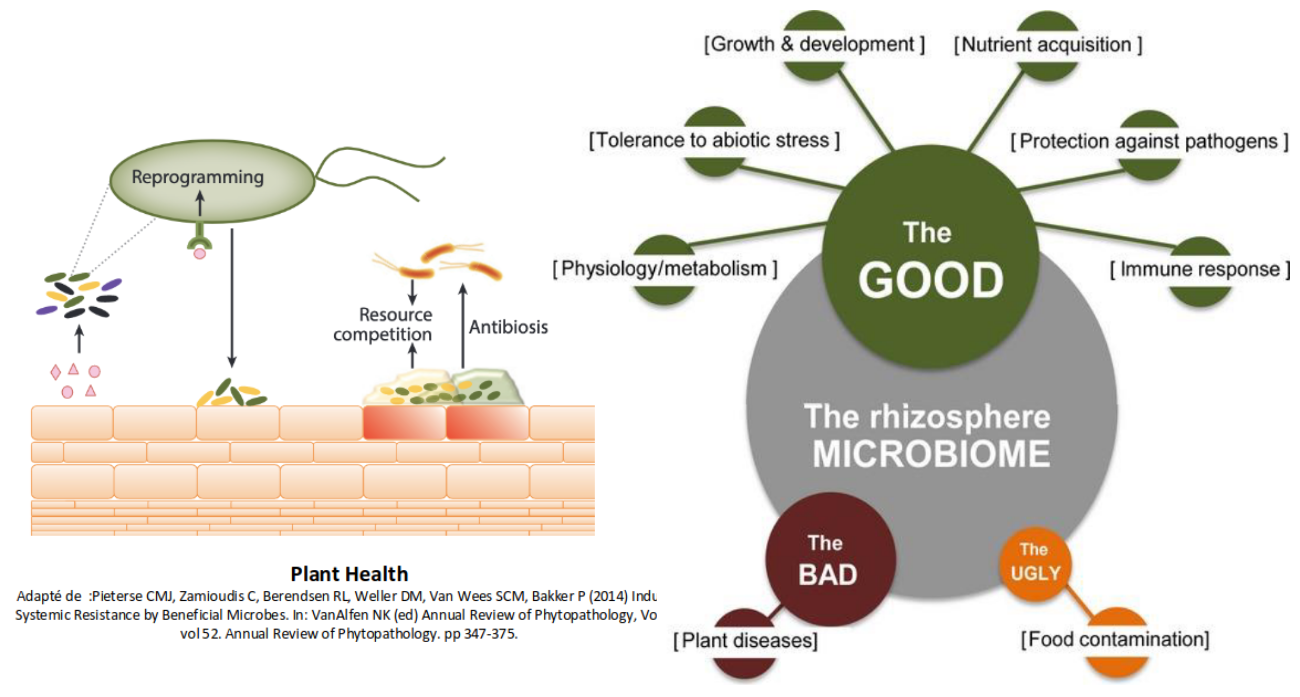 Reprogramming
Resource
competition
Antibiosis
Plant Health
Adapté de :Pieterse CMJ, Zamioudis C, Berendsen RL, Weller DM, Van Wees SCM, Bakker P (2014)
Systemic Resistance by Beneficial Microbes. In: VanAlfen NK (ed) Annual Review of Phytopathology,
vol 52. Annual Review of Phytopathology. pp 347-375.
[Growth & development ]
[Nutrient acquisition ]
[Tolerance to abiotic stress ]
[Protection against pathogens ]
[Physiology/metabolism ]
[Immune response ]
The
GOOD
The rhizosphere
MICROBIOME
The
BAD
The
UGLY
[Plant diseases]
[Food contamination]